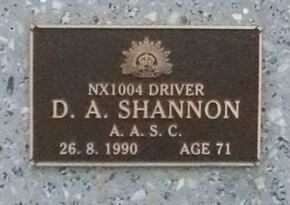 NX1004 DRIVER
D. A. SHANNON
A. A. S. C.
26. 8. 1990 AGE 71